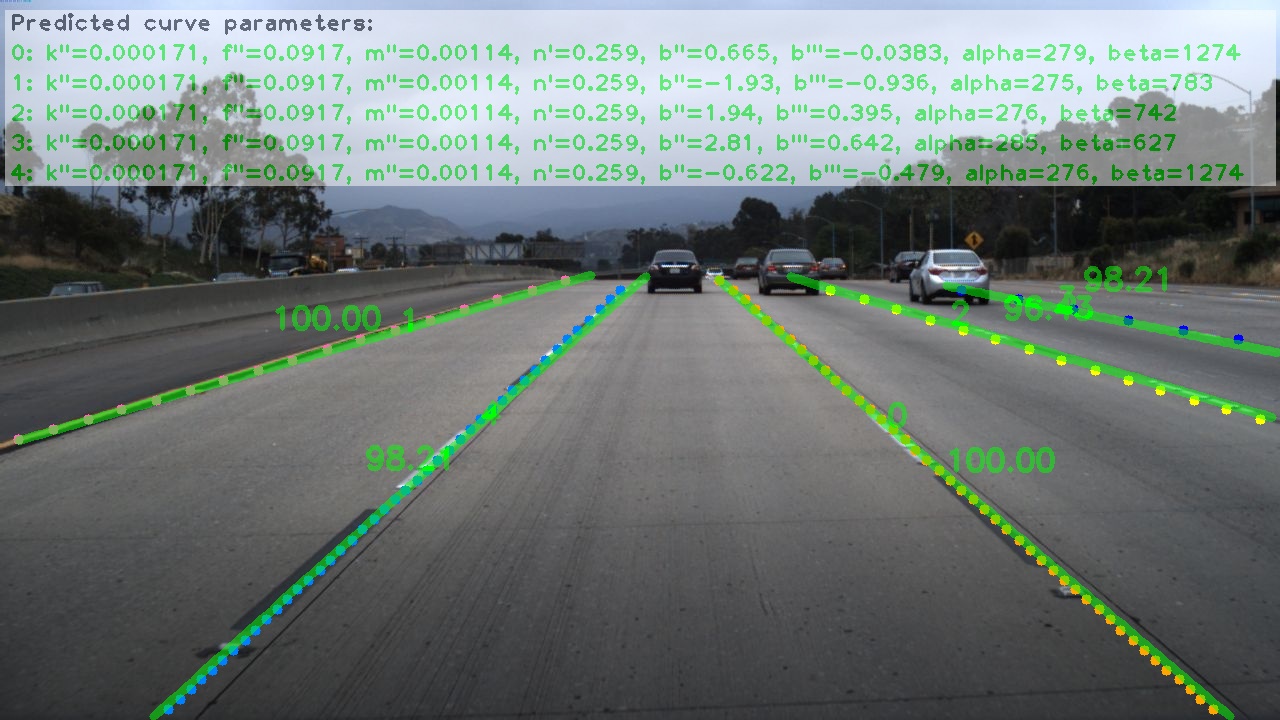 Predicted curve parameters:
0: k''=0.000171, f''=0.0917, m''=0.00114, n'=0.259, b''=0.665, b'''=-0.0383, alpha=279, beta=1274
1: k''=0.000171, f''=0.0917, m''=0.00114, n'=0.259, b''=-1.93, b'''=-0.936, alpha=275, beta=783
2: k''=0.000171, f''=0.0917, m''=0.00114, n'=0.259, b''=1.94, b'''=0.395, alpha=276, beta=742
3: k''=0.000171, f''=0.0917, m''=0.00114, n'=0.259, b''=2.81, b'''=0.642, alpha=285, beta=627
4: k''=0.000171, f''=0.0917, m''=0.00114, n'=0.259, b''=-0.622, b'''=-0.479, alpha=276, beta=1274
98.21
3
100.00 1
2 96.43
4
0
98.21
100.00